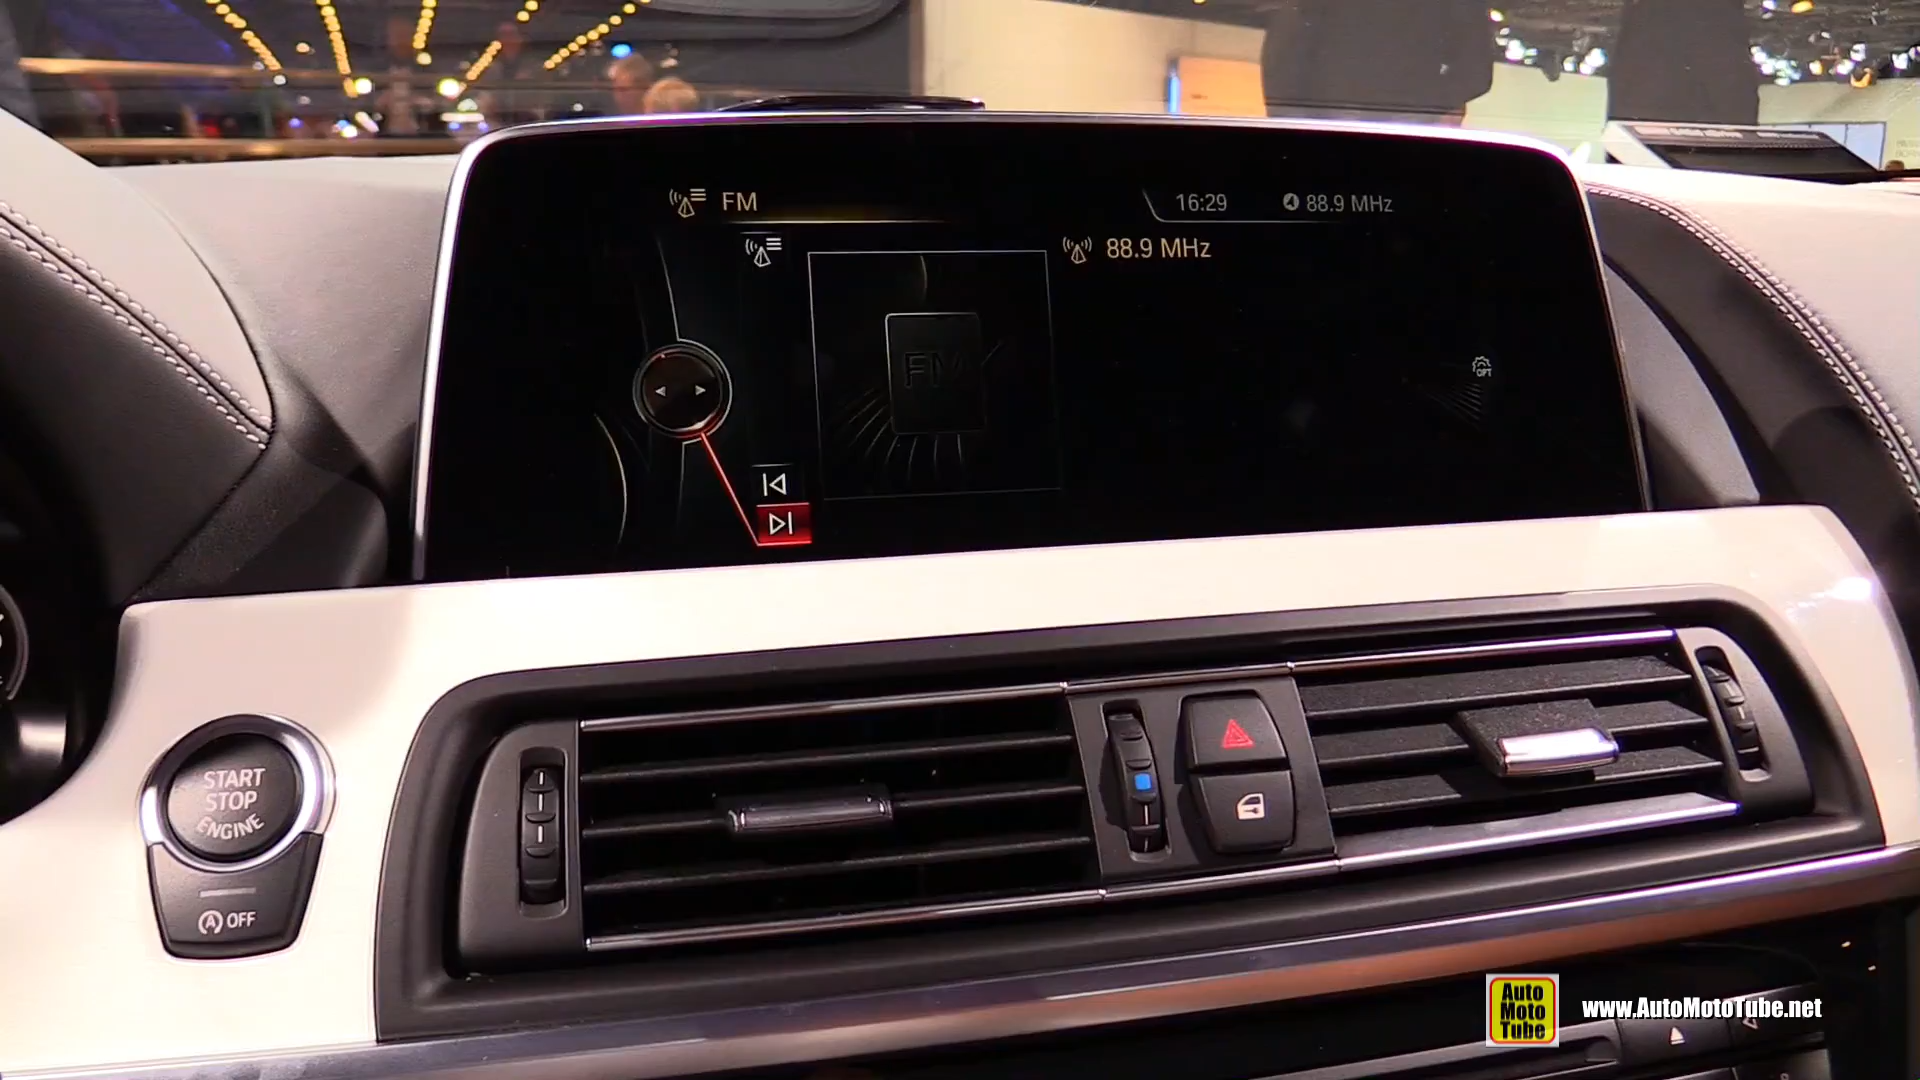 FM
16:29
88.9 MHz
88.9 MHz
FM
OPT
START
STOP
ENGINE
A OFF
Auto
Moto
Tube
www.AutoMotoTube.net